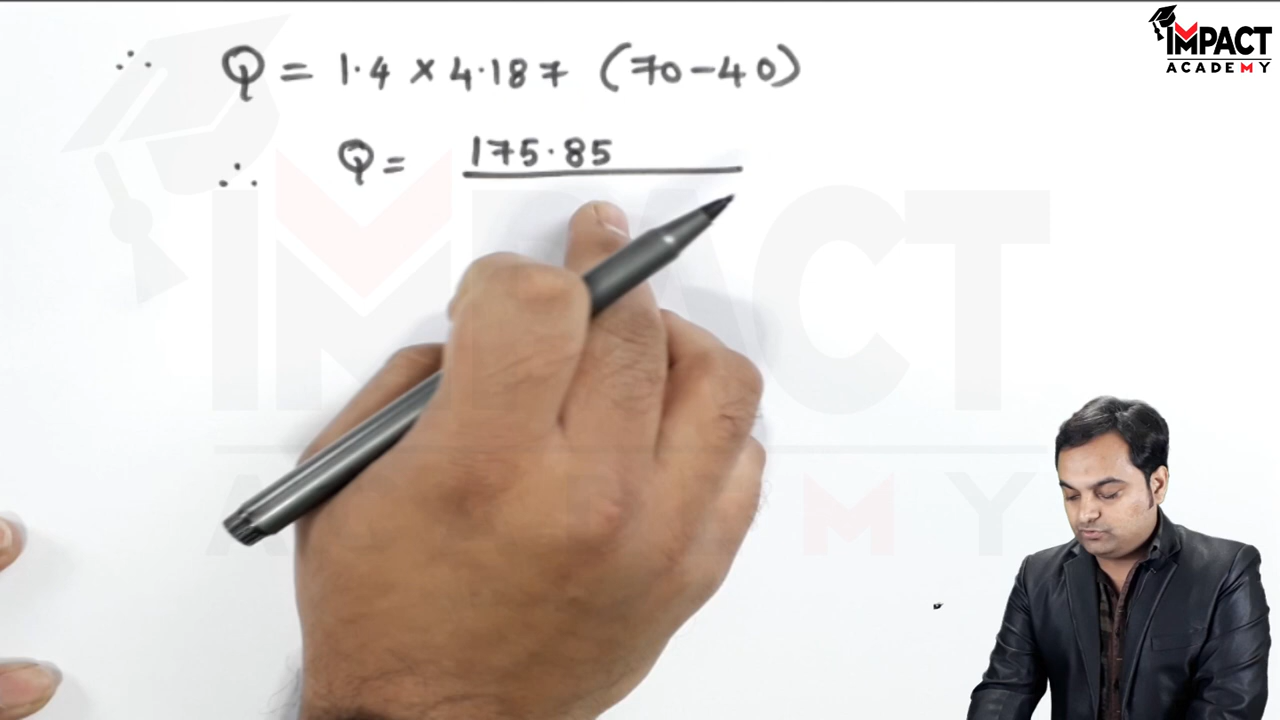 IMPACT
ACADEMY
∴ Q = 1.4 × 4.187 (70-40)
∴ Q = 175.85